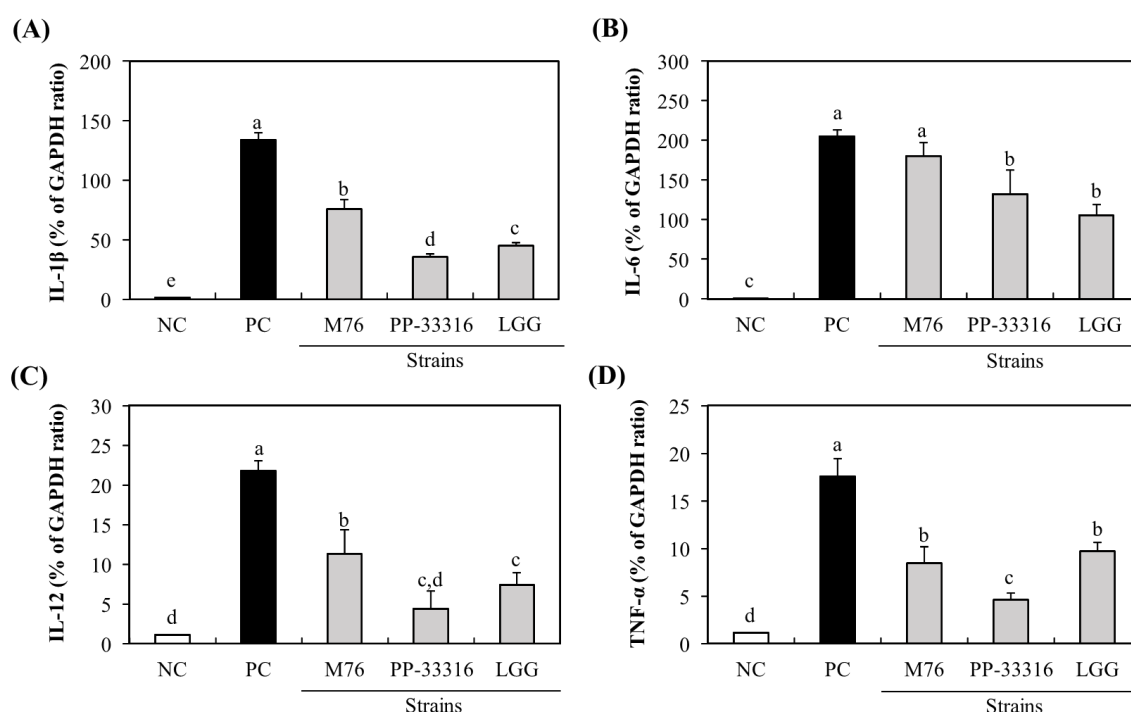 (A)
IL-1β (% of GAPDH ratio)
200
150
100
50
0
e
a
b
d
c
NC PC M76 PP-33316 LGG
Strains
(B)
IL-6 (% of GAPDH ratio)
300
250
200
150
100
50
0
c
a
a
b
b
NC PC M76 PP-33316 LGG
Strains
(C)
IL-12 (% of GAPDH ratio)
30
25
20
15
10
5
0
d
a
b
c,d
c
NC PC M76 PP-33316 LGG
Strains
(D)
TNF-α (% of GAPDH ratio)
25
20
15
10
5
0
d
a
b
c
b
NC PC M76 PP-33316 LGG
Strains